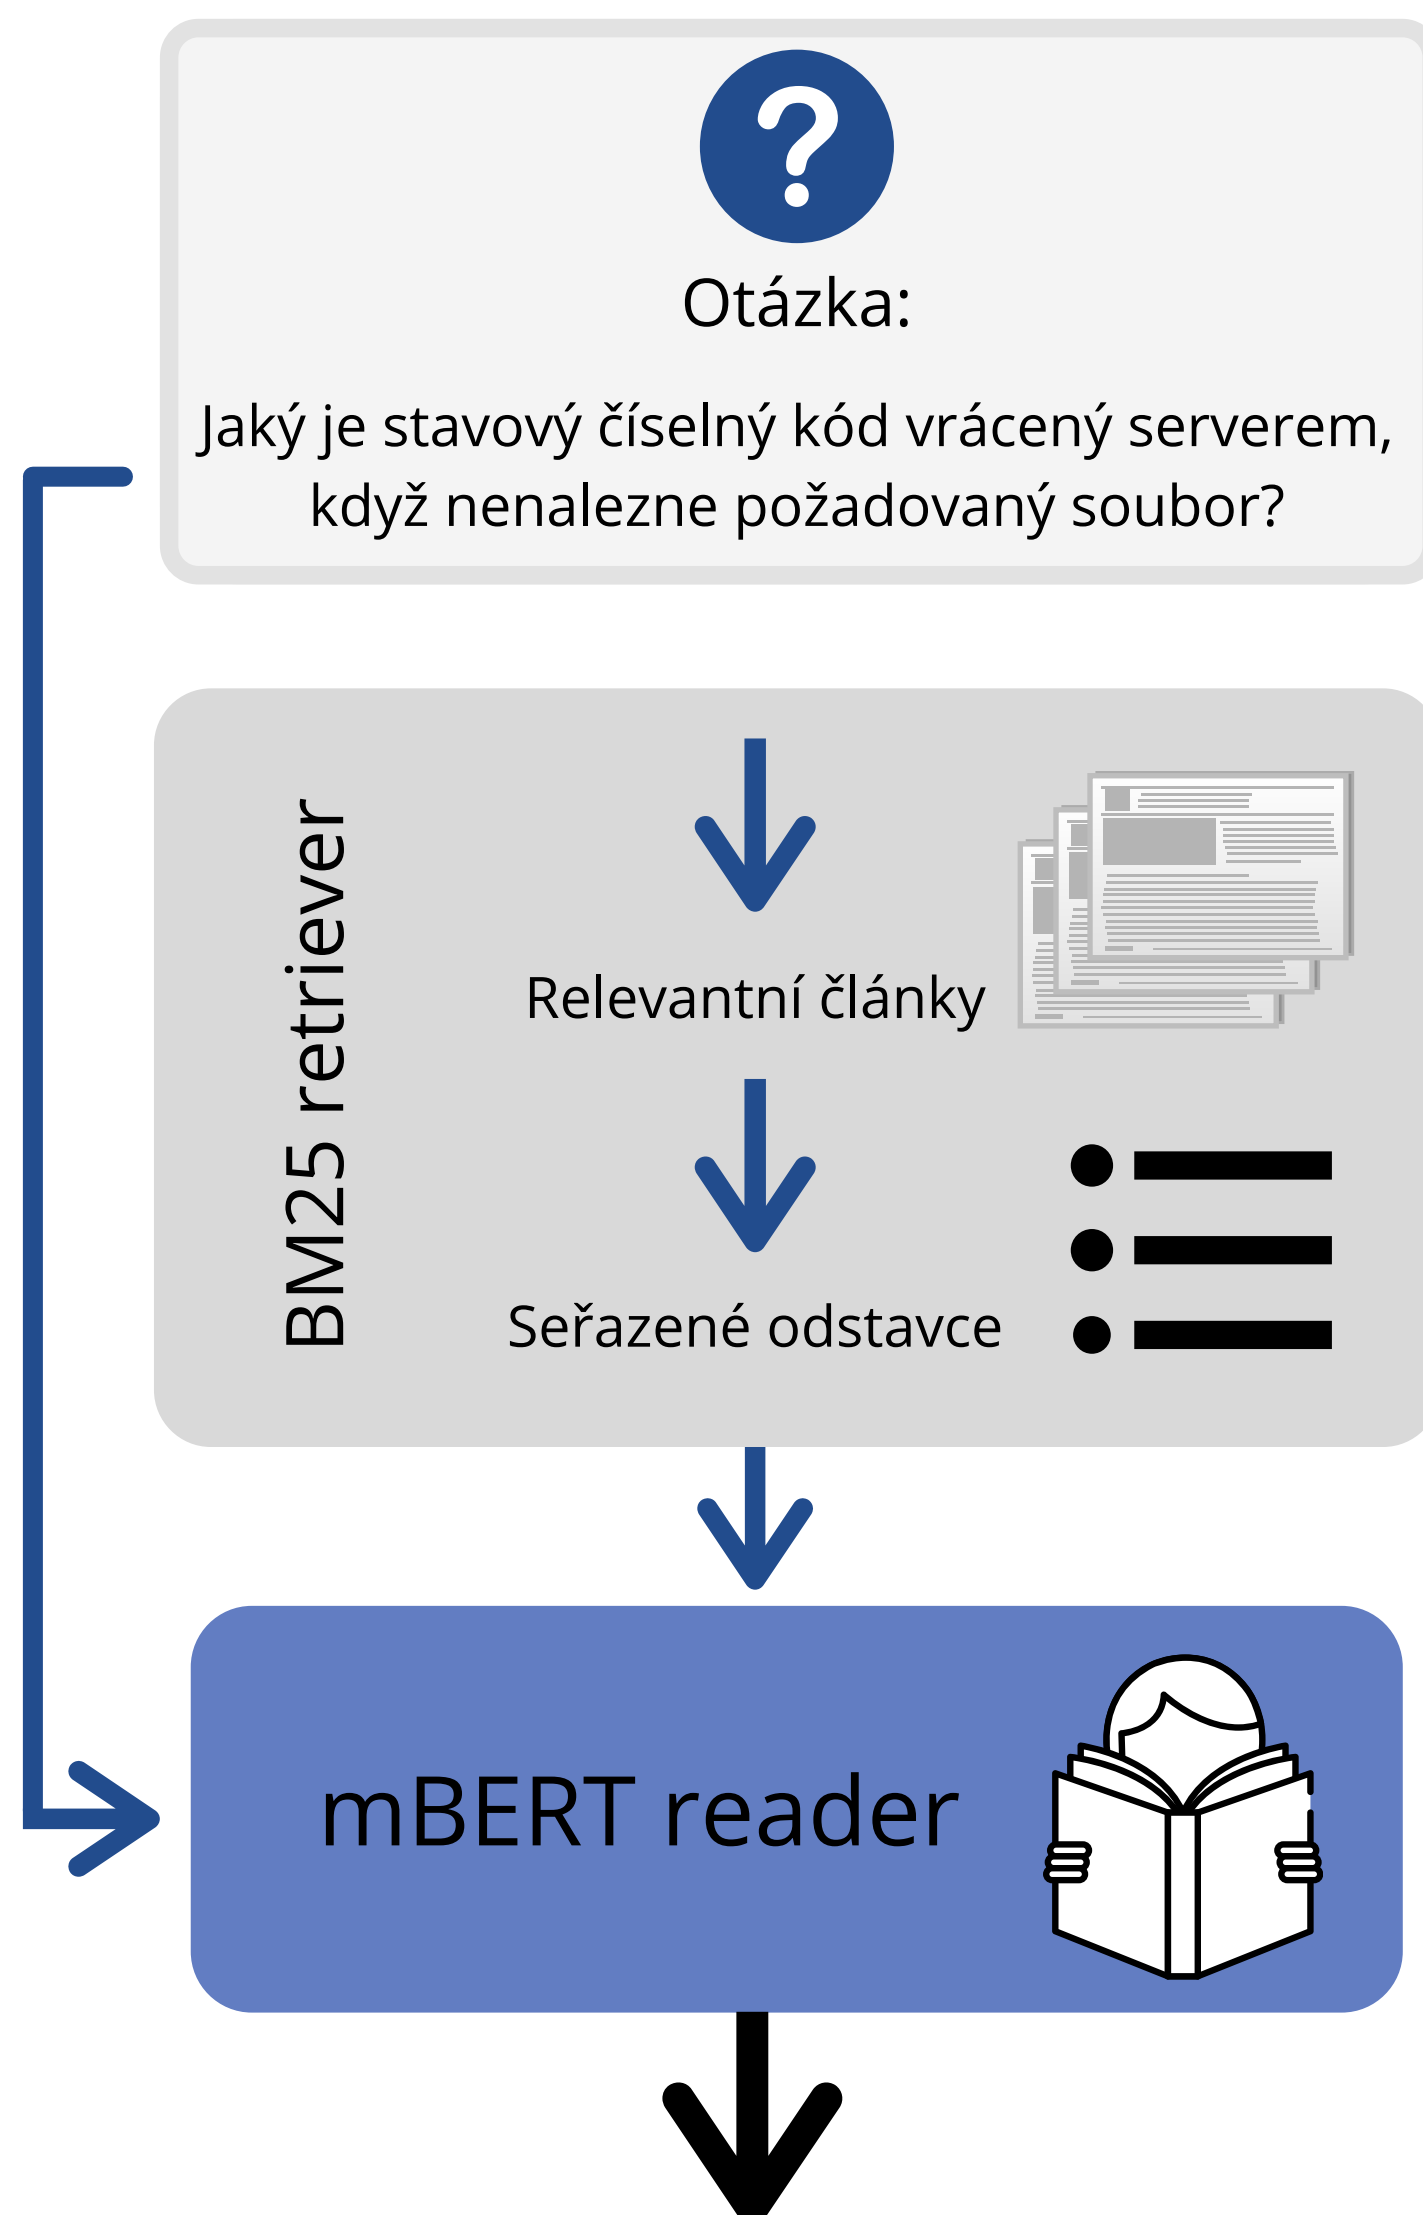 Otázka:
Jaký je stavový číselný kód vrácený serverem,
když nenalezne požadovaný soubor?
BM25 retriever
Relevantní články
Seřazené odstavce
mBERT reader